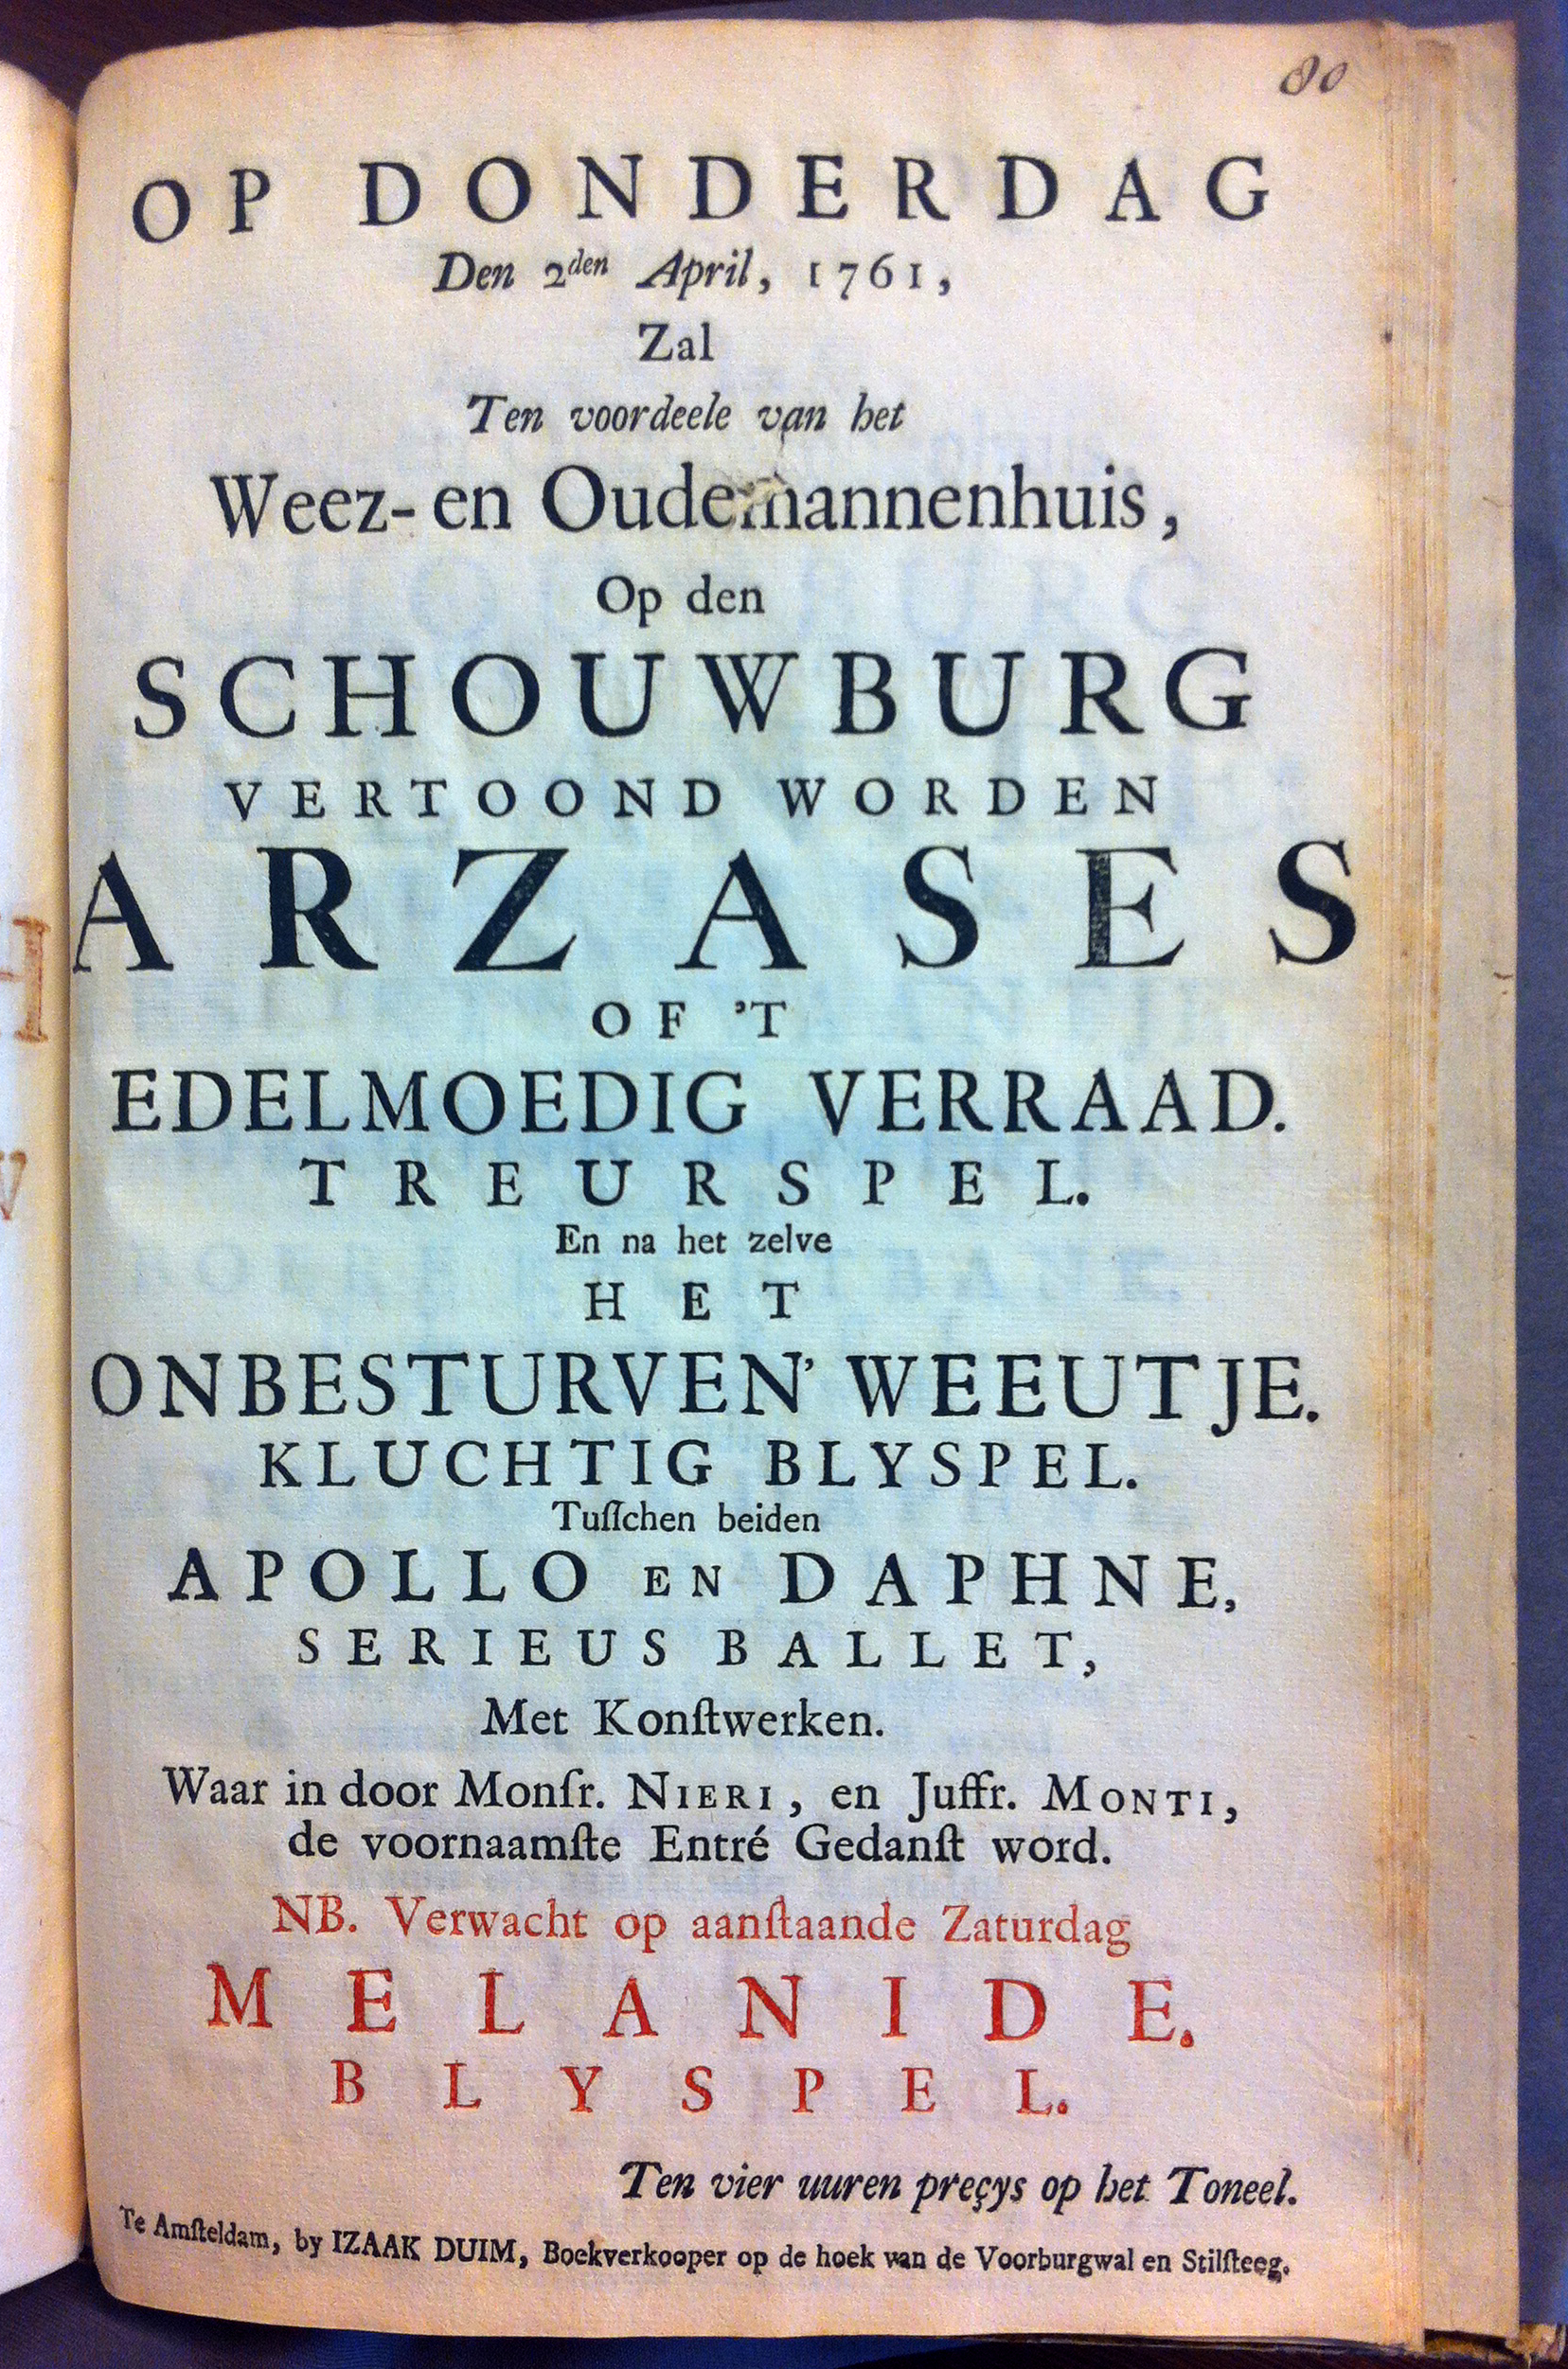 80
OP DONDERDAG
Den 2den April, 1761,
Zal
Ten voordeele van het
Weez- en Oudemannenhuis,
Op den
SCHOUWBURG
VERTOOND WORDEN
ARZASES
OF 'T
EDELMOEDIG VERRAAD.
TREURSPEL.
En na het zelve
HET
ONBESTURVEN' WEEUTJE.
KLUCHTIG BLYSPEL.
Tuſſchen beiden
APOLLO EN DAPHNE,
SERIEUS BALLET,
Met Konſtwerken.
Waar in door Monſr. NIERI, en Juffr. MONTI,
de voornaamſte Entré Gedanſt word.
NB. Verwacht op aanſtaande Zaturdag
MELANIDE.
BLYSPEL.
Ten vier uuren preçys op het Toneel.
Te Amſteldam, by IZAAK DUIM, Boekverkooper op de hoek van de Voorburgwal en Stilſteeg.